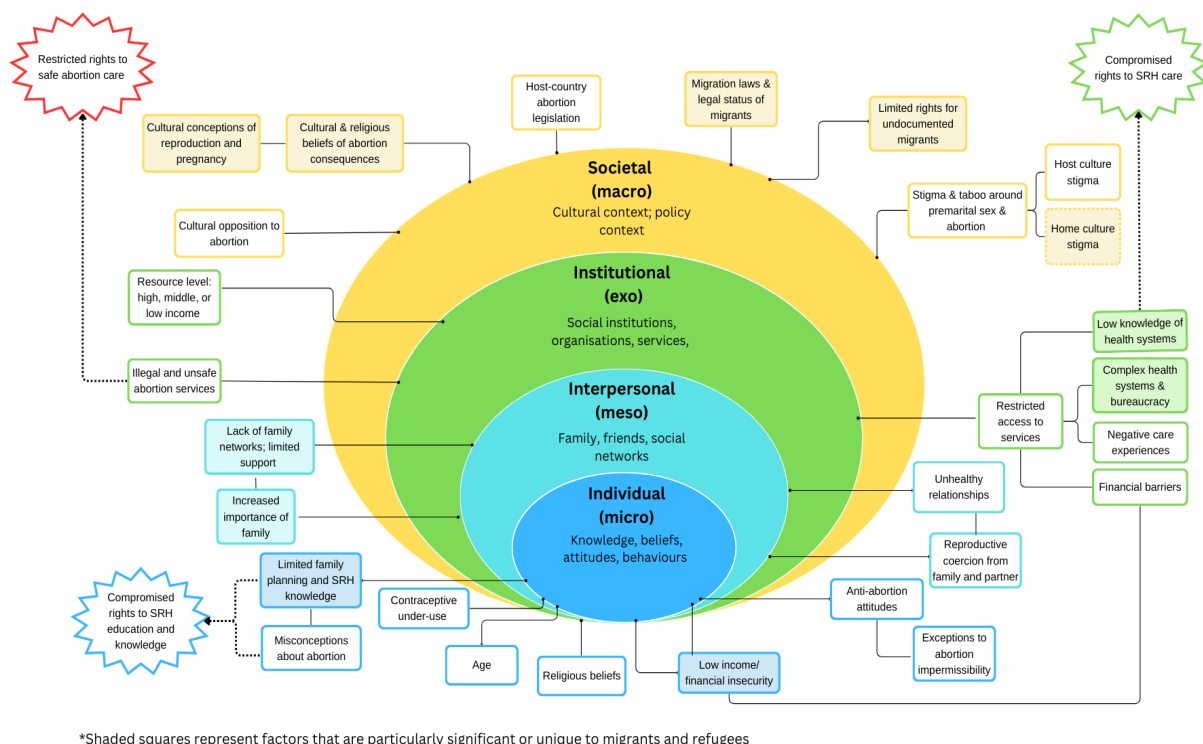 Restricted rights to
safe abortion care
Compromised
rights to SRH care
Host-country
abortion
legislation
Migration laws &
legal status of
migrants
Limited rights for
undocumented
migrants
Cultural conceptions of
reproduction and
pregnancy
Cultural & religious
beliefs of abortion
consequences
Societal
(macro)
Cultural context; policy
context
Host culture
stigma
Stigma & taboo around
premarital sex &
abortion
Home culture
stigma
Cultural opposition to
abortion
Institutional
(exo)
Social institutions,
organisations, services,
Resource level:
high, middle, or
low income
Low knowledge of
health systems
Illegal and unsafe
abortion services
Complex health
systems &
bureaucracy
Interpersonal
(meso)
Family, friends, social
networks
Restricted
access to
services
Negative care
experiences
Lack of family
networks; limited
support
Financial barriers
Unhealthy
relationships
Increased
importance of
family
Individual
(micro)
Knowledge, beliefs,
attitudes, behaviours
Reproductive
coercion from
family and partner
Limited family
planning and SRH
knowledge
Compromised
rights to SRH
education and
knowledge
Contraceptive
under-use
Anti-abortion
attitudes
Misconceptions
about abortion
Exceptions to
abortion
impermissibility
Age
Religious beliefs
Low income/
financial insecurity
*Shaded squares represent factors that are particularly significant or unique to migrants and refugees